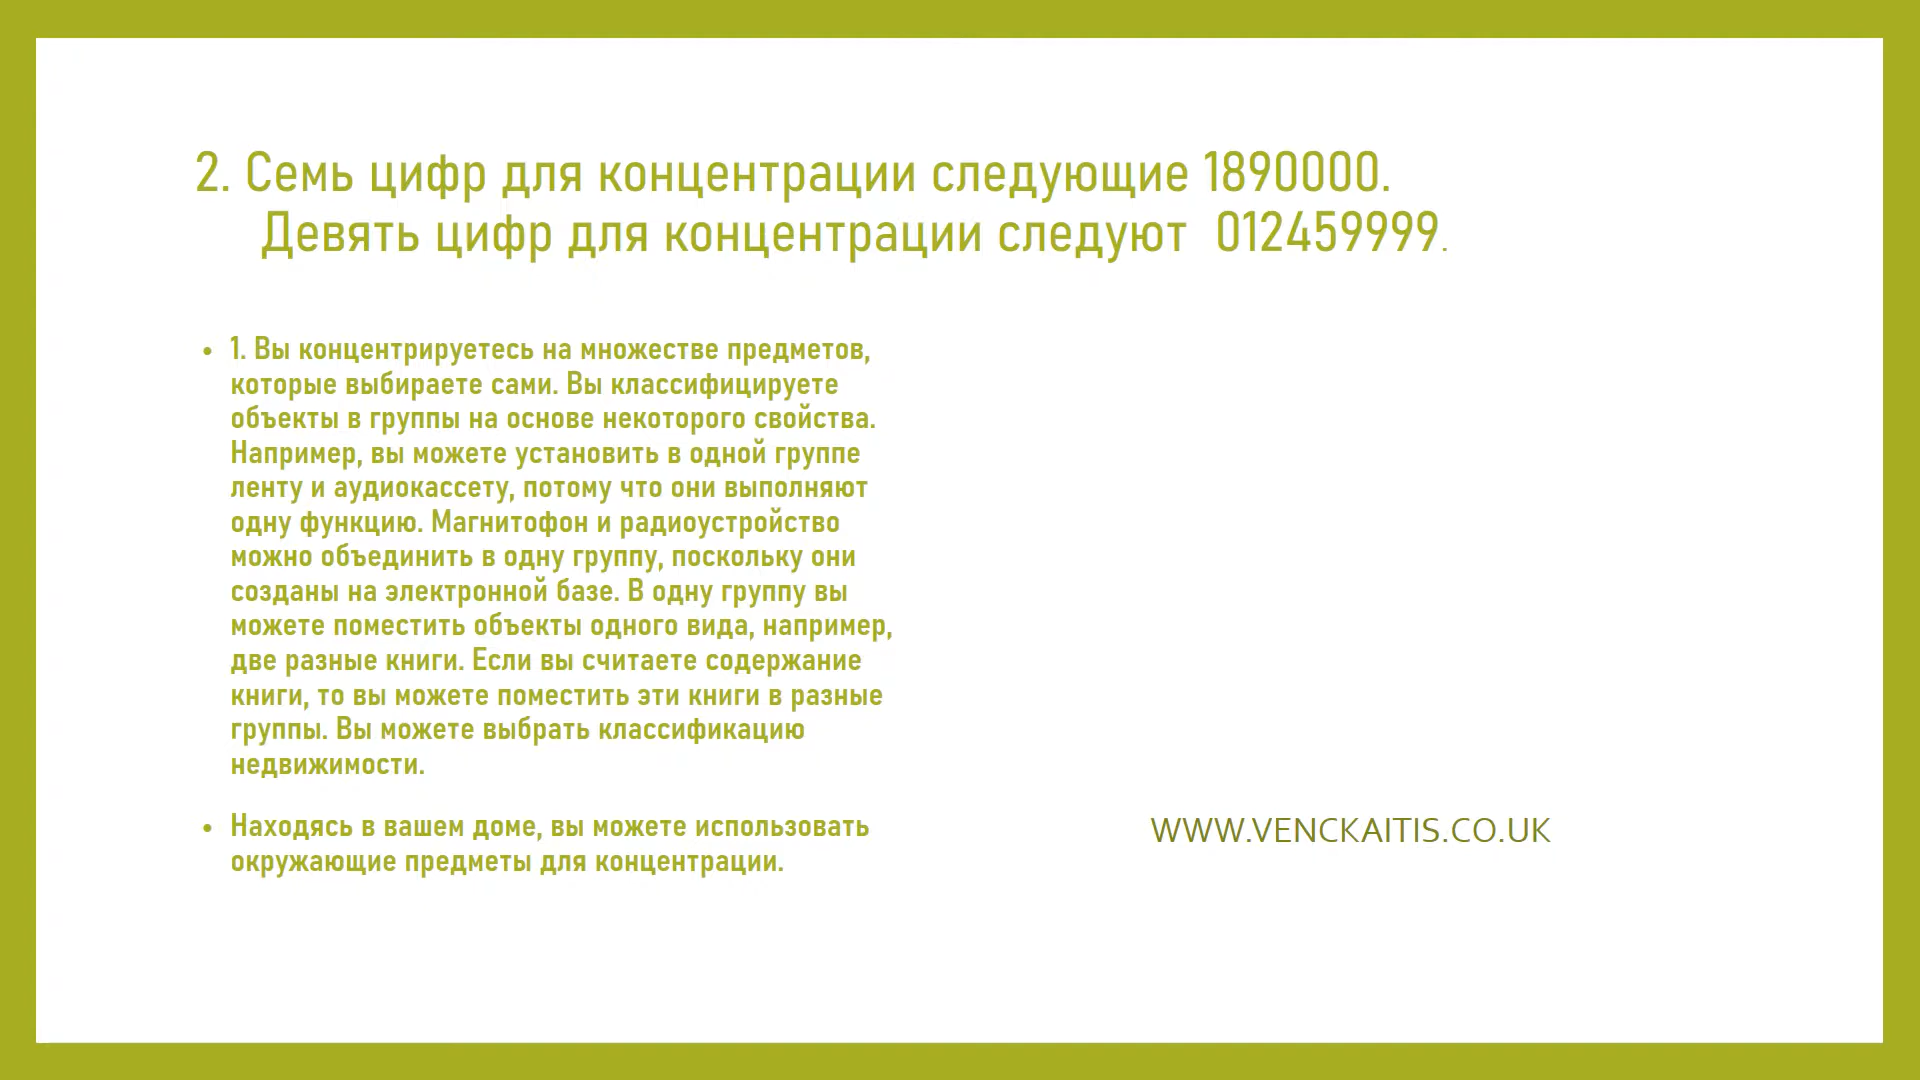 2. Семь цифр для концентрации следующие 1890000.
Девять цифр для концентрации следуют 012459999.
• 1. Вы концентрируетесь на множестве предметов,
которые выбираете сами. Вы классифицируете
объекты в группы на основе некоторого свойства.
Например, вы можете установить в одной группе
ленту и аудиокассету, потому что они выполняют
одну функцию. Магнитофон и радиоустройство
можно объединить в одну группу, поскольку они
созданы на электронной базе. В одну группу вы
можете поместить объекты одного вида, например,
две разные книги. Если вы считаете содержание
книги, то вы можете поместить эти книги в разные
группы. Вы можете выбрать классификацию
недвижимости.
• Находясь в вашем доме, вы можете использовать
окружающие предметы для концентрации.
WWW.VENCKAITIS.CO.UK